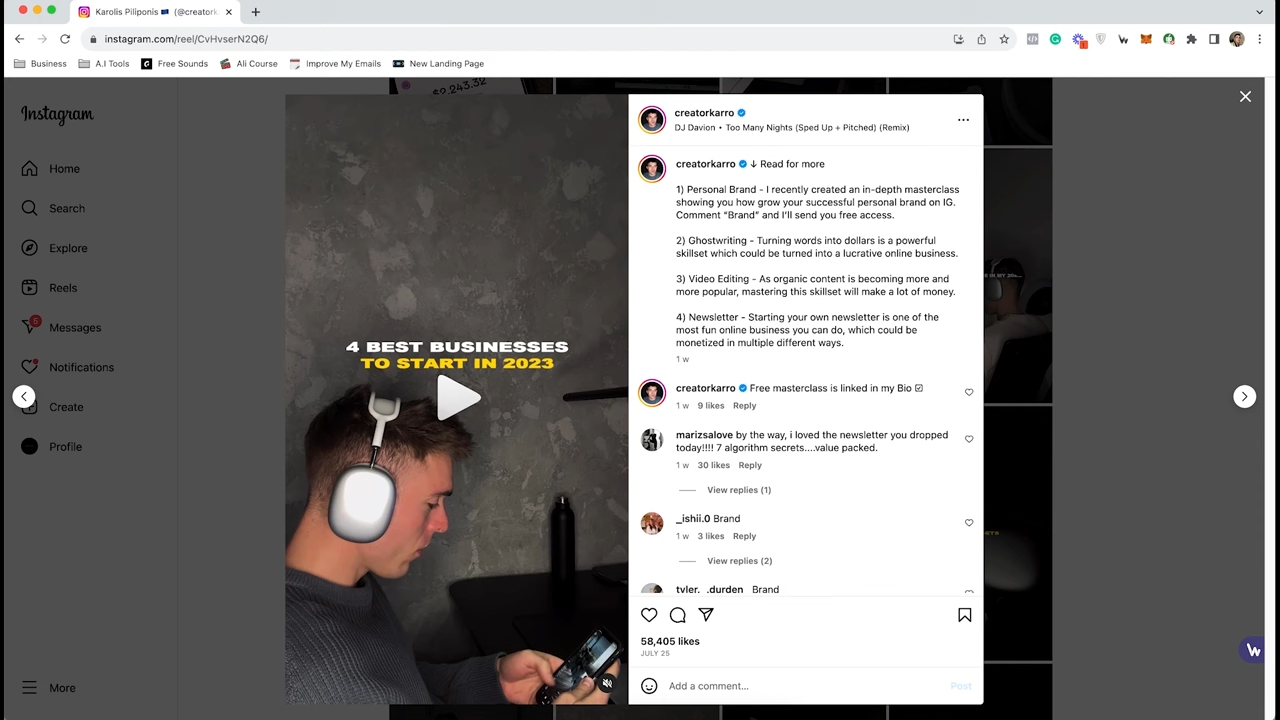 Karolis Piliponis 🇪🇺 (@creatork
instagram.com/reel/CvHvserN2Q6/
Business
A.I Tools
Free Sounds
Ali Course
Improve My Emails
New Landing Page
Instagram
Home
Search
Explore
Reels
5
Messages
Notifications
Create
Profile
More
$2,243.32
4 BEST BUSINESSES
TO START IN 2023
creatorkarro
DJ Davion • Too Many Nights (Sped Up + Pitched) (Remix)
creatorkarro ↓ Read for more
1) Personal Brand - I recently created an in-depth masterclass
showing you how grow your successful personal brand on IG.
Comment “Brand” and I’ll send you free access.
2) Ghostwriting - Turning words into dollars is a powerful
skillset which could be turned into a lucrative online business.
3) Video Editing - As organic content is becoming more and
more popular, mastering this skillset will make a lot of money.
4) Newsletter - Starting your own newsletter is one of the
most fun online business you can do, which could be
monetized in multiple different ways.
1 w
creatorkarro Free masterclass is linked in my Bio ☑
1 w 9 likes Reply
marizsalove by the way, i loved the newsletter you dropped
today!!!! 7 algorithm secrets....value packed.
1 w 30 likes Reply
View replies (1)
_ishii.0 Brand
1 w 3 likes Reply
View replies (2)
tyler._.durden_ Brand
58,405 likes
JULY 25
Add a comment...
Post